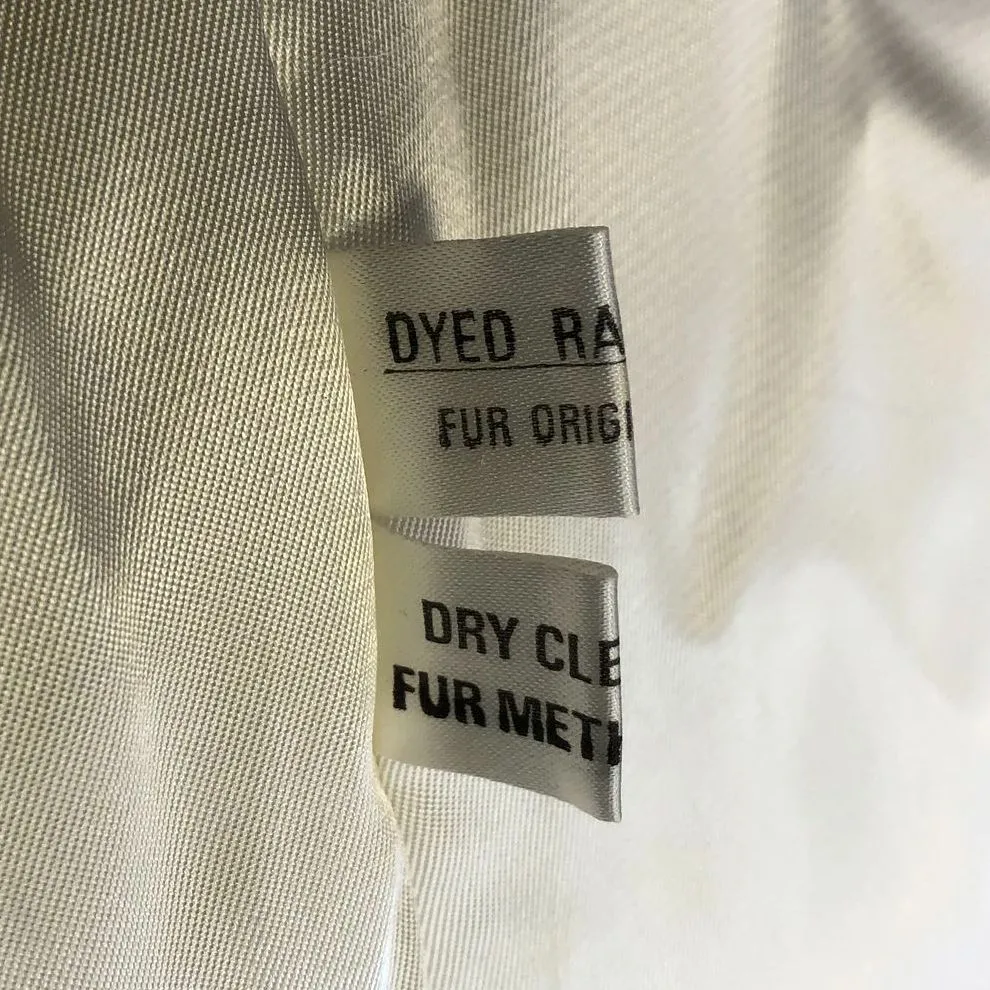 DYED RA
FUR ORIGI
DRY CLE
FUR METH